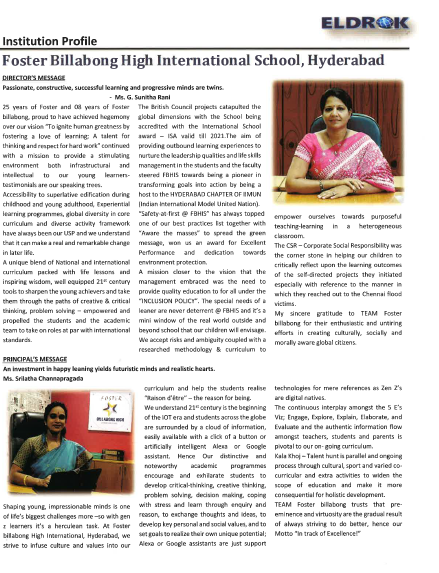 ELDROK
Institution Profile
Foster Billabong High International School, Hyderabad
DIRECTOR'S MESSAGE
Passionate, constructive, successful learning and progressive minds are twins.
- Ms. G. Sunitha Rani
25 years of Foster and 08 years of Foster
billabong, proud to have achieved hegemony
over our vision "To ignite human greatness by
fostering a love of learning; A talent for
thinking and respect for hard work" continued
with a mission to provide a stimulating
environment both infrastructural and
intellectual to our young learners-
testimonials are our speaking trees.
Accessibility to superlative edification during
childhood and young adulthood, Experiential
learning programmes, global diversity in core
curriculum and diverse activity framework
have always been our USP and we understand
that it can make a real and remarkable change
in later life.
A unique blend of National and international
curriculum packed with life lessons and
inspiring wisdom, well equipped 21st century
tools to sharpen the young achievers and take
them through the paths of creative & critical
thinking, problem solving – empowered and
propelled the students and the academic
team to take on roles at par with international
standards.
The British Council projects catapulted the
global dimensions with the School being
accredited with the International School
award – ISA valid till 2021.The aim of
providing outbound learning experiences to
nurture the leadership qualities and life skills
management in the students and the faculty
steered FBHIS towards being a pioneer in
transforming goals into action by being a
host to the HYDERABAD CHAPTER OF IIMUN
(Indian International Model United Nation).
"Safety-at-first @ FBHIS" has always topped
one of our best practices list together with
"Aware the masses" to spread the green
message, won us an award for Excellent
Performance and dedication towards
environment protection.
A mission closer to the vision that the
management embraced was the need to
provide quality education to for all under the
"INCLUSION POLICY". The special needs of a
leaner are never deterrent @ FBHIS and it's a
mini window of the real world outside and
beyond school that our children will envisage.
We accept risks and ambiguity coupled with a
researched methodology & curriculum to
empower ourselves towards purposeful
teaching-learning in a heterogeneous
classroom.
The CSR – Corporate Social Responsibility was
the corner stone in helping our children to
critically reflect upon the learning outcomes
of the self-directed projects they initiated
especially with reference to the manner in
which they reached out to the Chennai flood
victims.
My sincere gratitude to TEAM Foster
billabong for their enthusiastic and untiring
efforts in creating culturally, socially and
morally aware global citizens.
PRINCIPAL'S MESSAGE
An investment in happy leaning yields futuristic minds and realistic hearts.
Ms. Srilatha Channapragada
FOSTER
BILLABONG HIGH
Shaping young, impressionable minds is one
of life's biggest challenges more –so with gen
z learners it's a herculean task. At Foster
billabong High International, Hyderabad, we
strive to infuse culture and values into our
curriculum and help the students realise
"Raison d'être" – the reason for being.
We understand 21st century is the beginning
of the IOT era and students across the globe
are surrounded by a cloud of information,
easily available with a click of a button or
artificially intelligent Alexa or Google
assistant. Hence Our distinctive and
noteworthy academic programmes
encourage and exhilarate students to
develop critical-thinking, creative thinking,
problem solving, decision making, coping
with stress and learn through enquiry and
reason, to exchange thoughts and ideas, to
develop key personal and social values, and to
set goals to realize their own unique potential;
Alexa or Google assistants are just support
technologies for mere references as Zen Z's
are digital natives.
The continuous interplay amongst the 5 E's
Viz; Engage, Explore, Explain, Elaborate, and
Evaluate and the authentic information flow
amongst teachers, students and parents is
pivotal to our on- going curriculum.
Kala Khoj – Talent hunt is parallel and ongoing
process through cultural, sport and varied co-
curricular and extra activities to widen the
scope of education and make it more
consequential for holistic development.
TEAM Foster billabong trusts that pre-
eminence and virtuosity are the gradual result
of always striving to do better, hence our
Motto "In track of Excellence!"